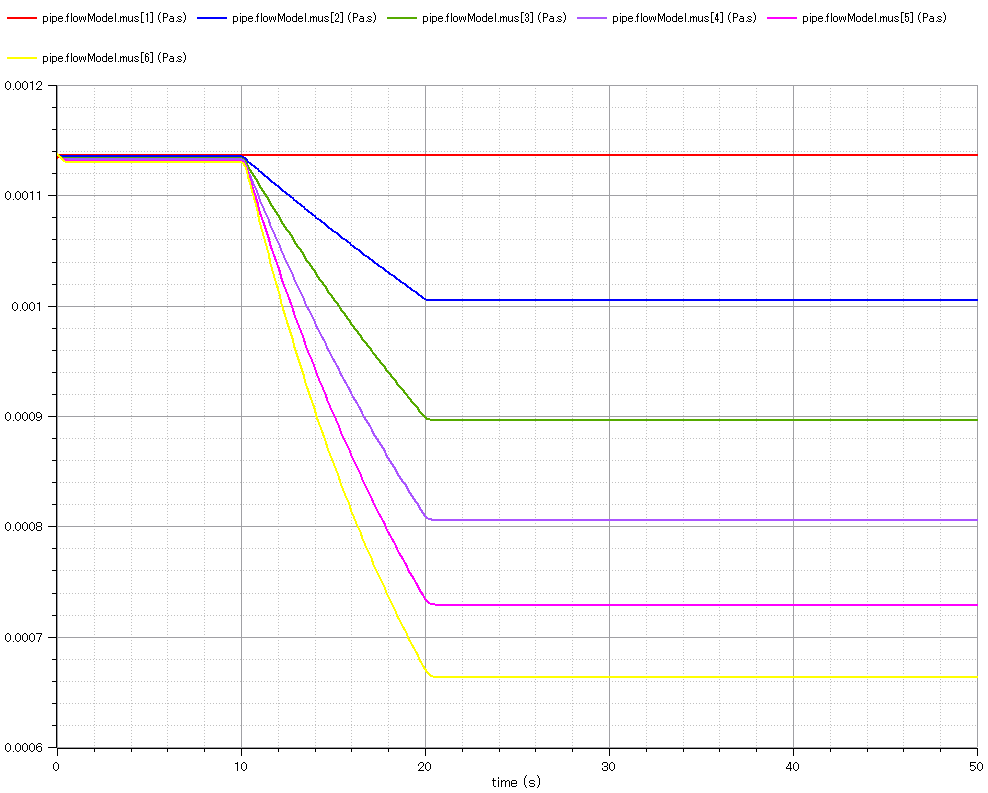 pipe.flowModel.mus[1] (Pa.s) pipe.flowModel.mus[2] (Pa.s) pipe.flowModel.mus[3] (Pa.s) pipe.flowModel.mus[4] (Pa.s) pipe.flowModel.mus[5] (Pa.s)
pipe.flowModel.mus[6] (Pa.s)
0.0012
0.0011
0.001
0.0009
0.0008
0.0007
0.0006
0 10 20 30 40 50
time (s)